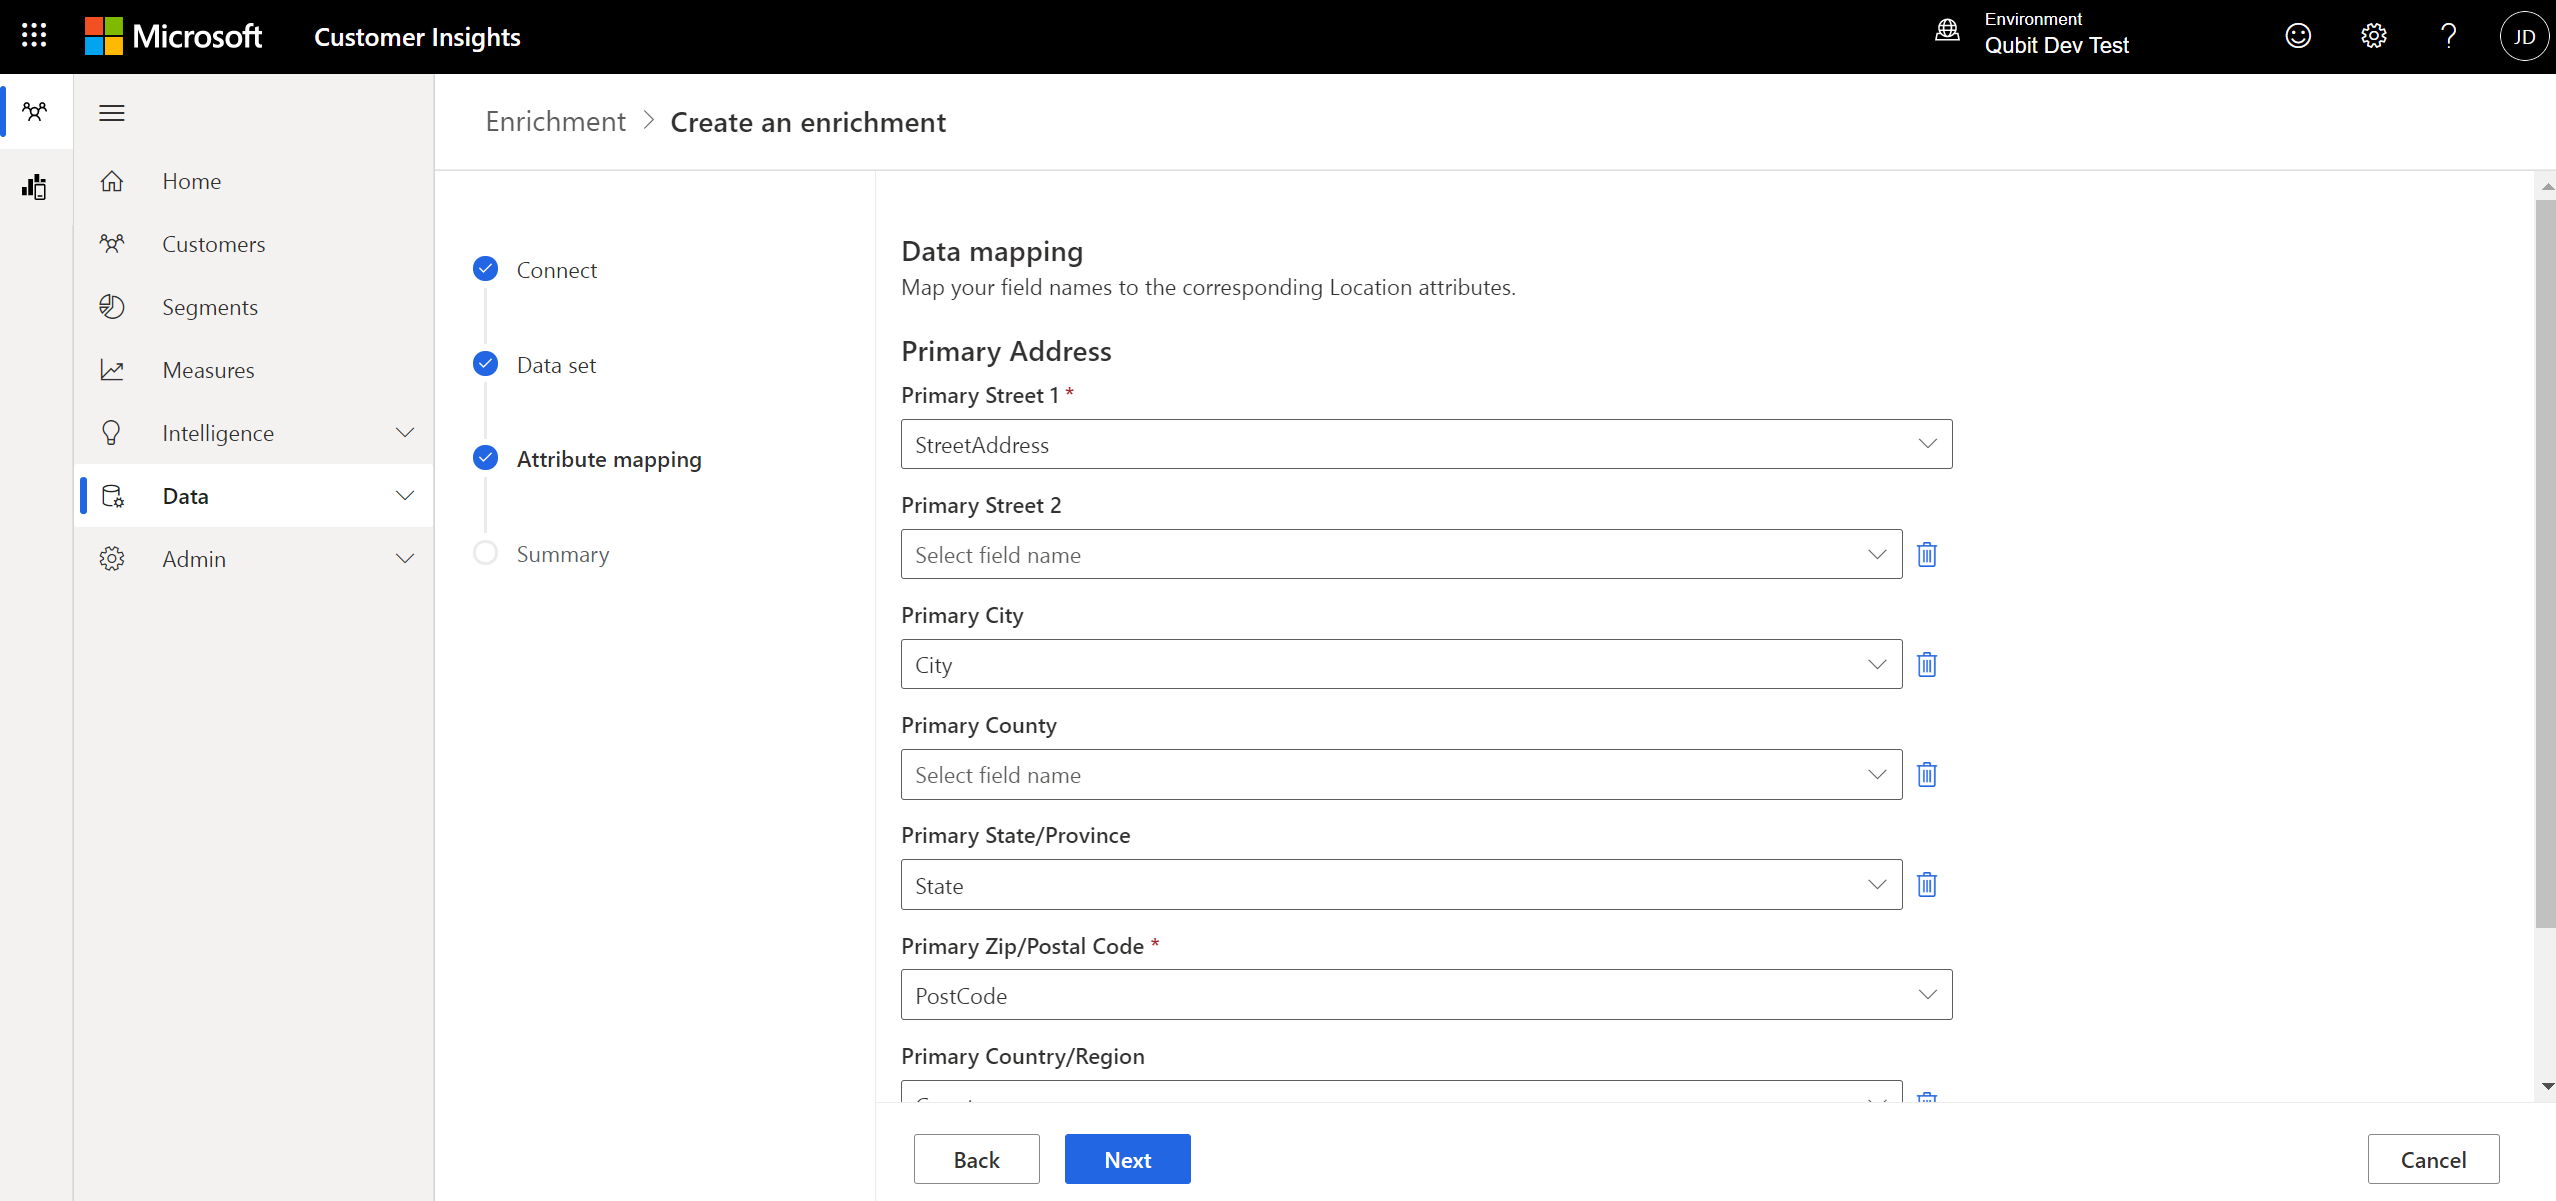 Microsoft
Customer Insights
Environment
Qubit Dev Test
?
JD
Enrichment > Create an enrichment
Home
Customers
Segments
Measures
Intelligence
Data
Admin
Connect
Data set
Attribute mapping
Summary
Data mapping
Map your field names to the corresponding Location attributes.
Primary Address
Primary Street 1 *
StreetAddress
Primary Street 2
Select field name
Primary City
City
Primary County
Select field name
Primary State/Province
State
Primary Zip/Postal Code *
PostCode
Primary Country/Region
Back
Next
Cancel